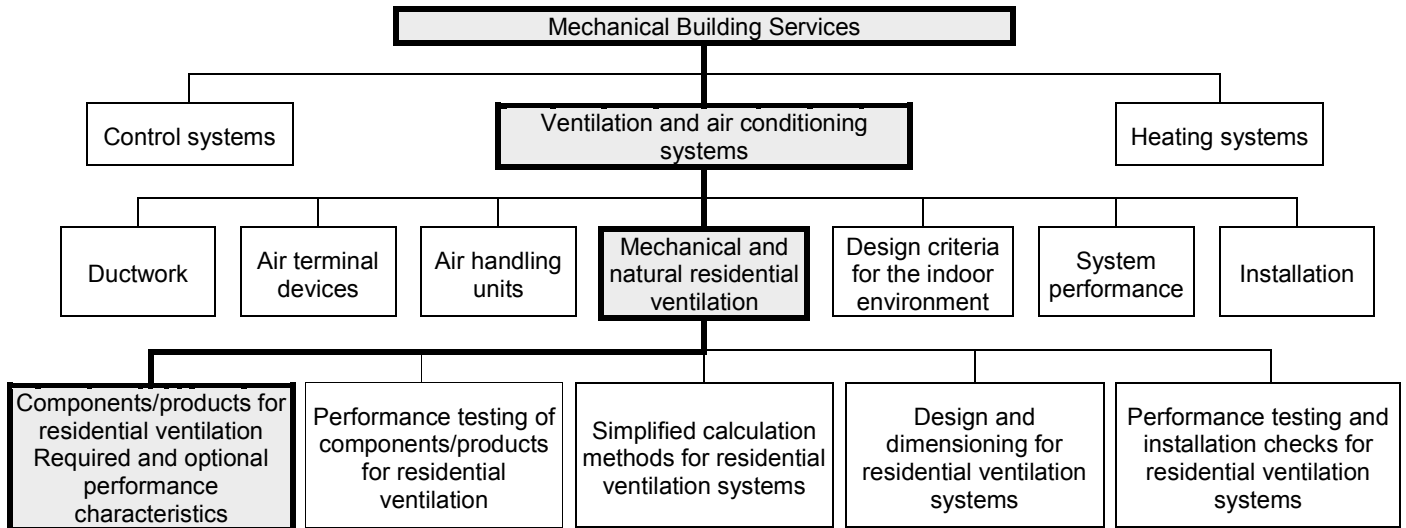 Mechanical Building Services
Control systems
Ventilation and air conditioning
systems
Heating systems
Ductwork
Air terminal
devices
Air handling
units
Mechanical and
natural residential
ventilation
Design criteria
for the indoor
environment
System
performance
Installation
Components/products for
residential ventilation
Required and optional
performance
characteristics
Performance testing of
components/products
for residential
ventilation
Simplified calculation
methods for residential
ventilation systems
Design and
dimensioning for
residential ventilation
systems
Performance testing and
installation checks for
residential ventilation
systems